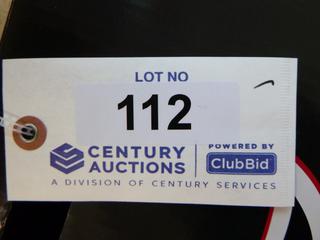 LOT NO
112
CENTURY AUCTIONS
POWERED BY
ClubBid
A DIVISION OF CENTURY SERVICES